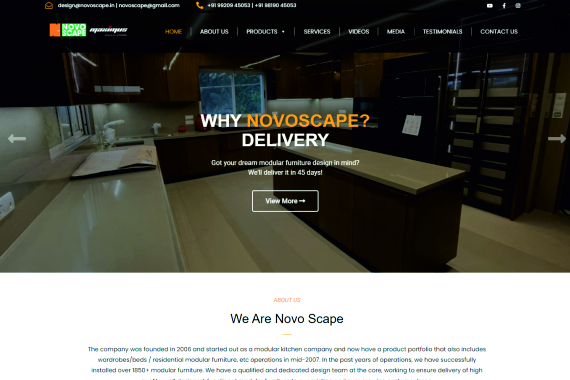 design@novoscape.in | novoscape@gmail.com
+91 99209 45053 | +91 98190 45053
NOVO
SCAPE
maximus
HOME
ABOUT US
PRODUCTS
SERVICES
VIDEOS
MEDIA
TESTIMONIALS
CONTACT US
WHY NOVOSCAPE?
DELIVERY
Got your dream modular furniture design in mind?
We'll deliver it in 45 days!
View More
ABOUT US
We Are Novo Scape
The company was founded in 2006 and started out as a modular kitchen company and now have a product portfolio that also includes
wardrobes/beds / residential modular furniture, etc operations in mid-2007. In the past years of operations, we have successfully
installed over 1850+ modular furniture. We have a qualified and dedicated design team at the core, working to ensure delivery of high